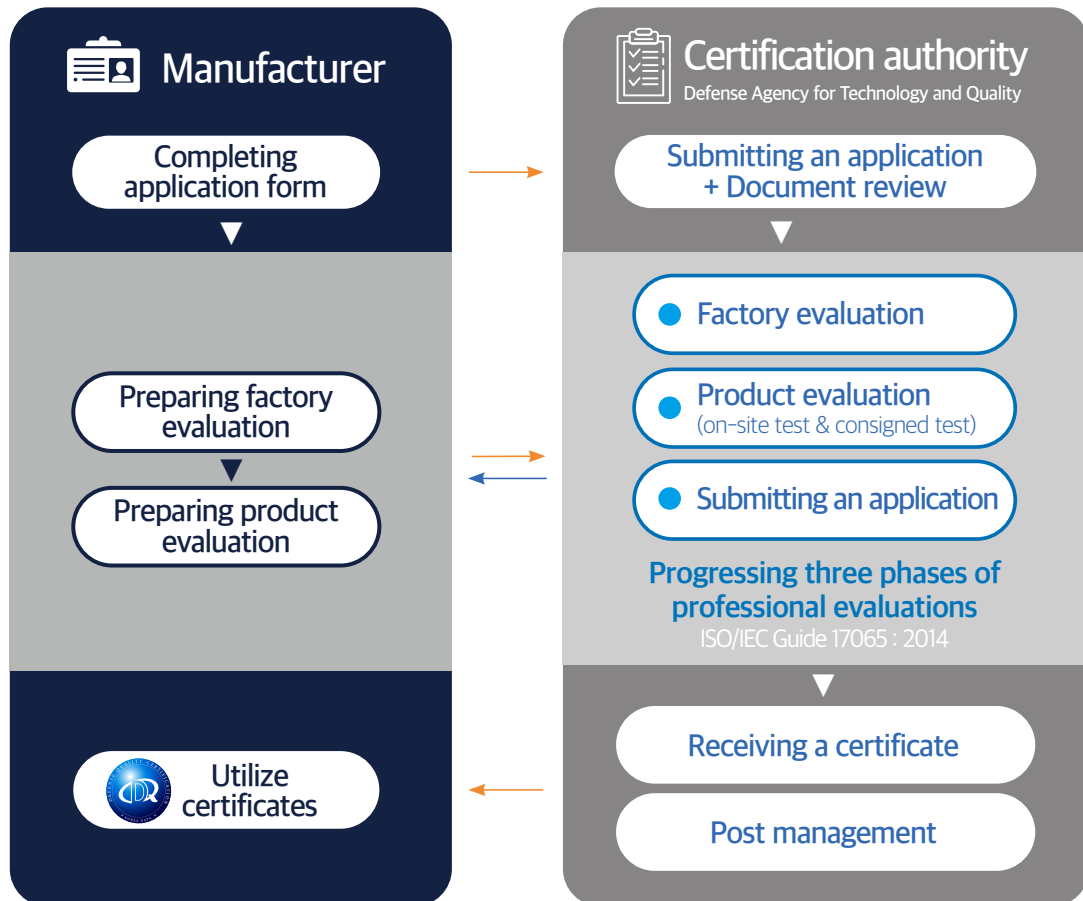 Manufacturer
Completing
application form
Preparing factory
evaluation
Preparing product
evaluation
Utilize
certificates
Certification authority
Defense Agency for Technology and Quality
Submitting an application
+ Document review
Factory evaluation
Product evaluation
(on-site test & consigned test)
Submitting an application
Progressing three phases of
professional evaluations
ISO/IEC Guide 17065 : 2014
Receiving a certificate
Post management